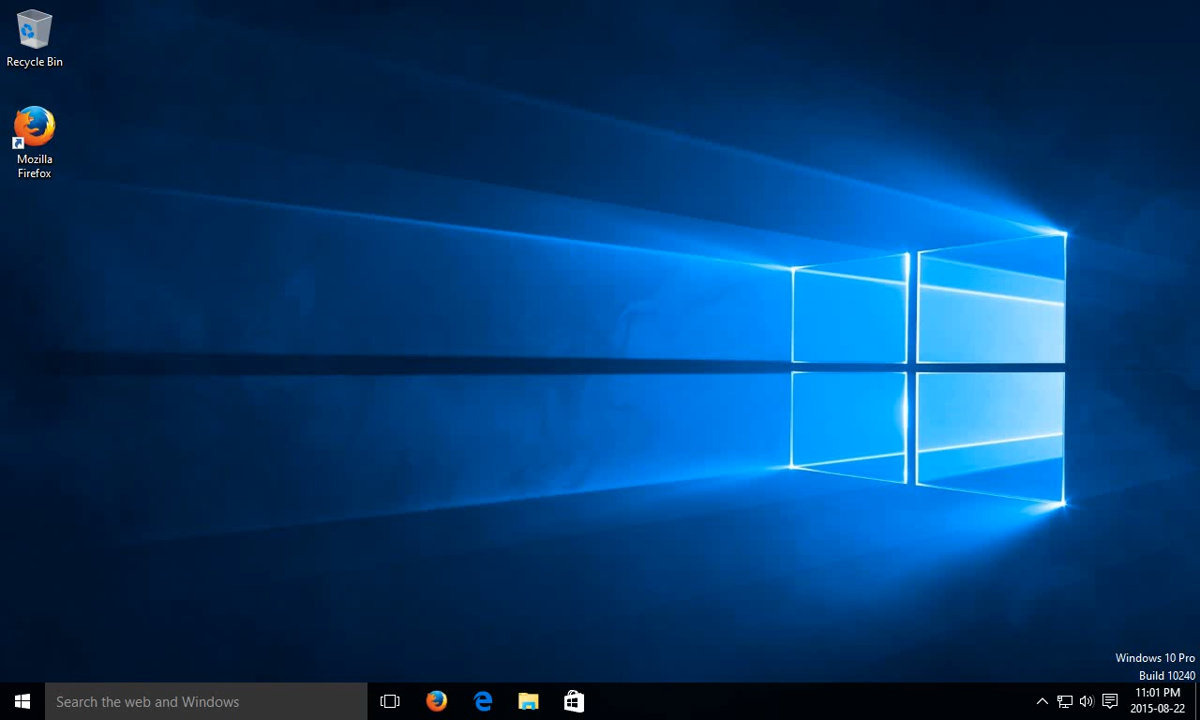 Recycle Bin
Mozilla
Firefox
Windows 10 Pro
Build 10240
Search the web and Windows
11:01 PM
2015-08-22